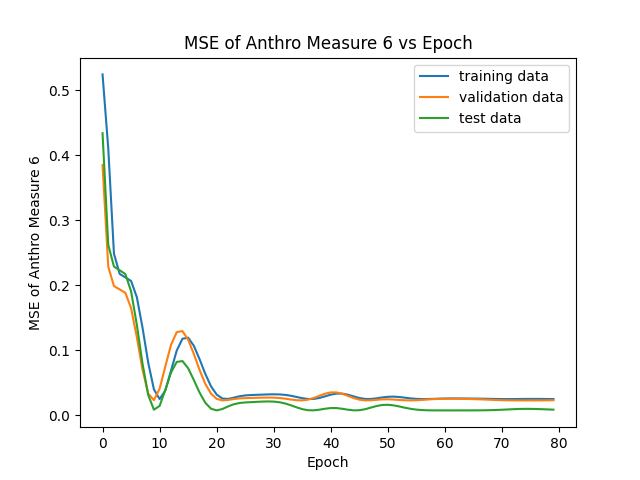 MSE of Anthro Measure 6 vs Epoch
training data
validation data
test data
MSE of Anthro Measure 6
0.5
0.4
0.3
0.2
0.1
0.0
0 10 20 30 40 50 60 70 80
Epoch